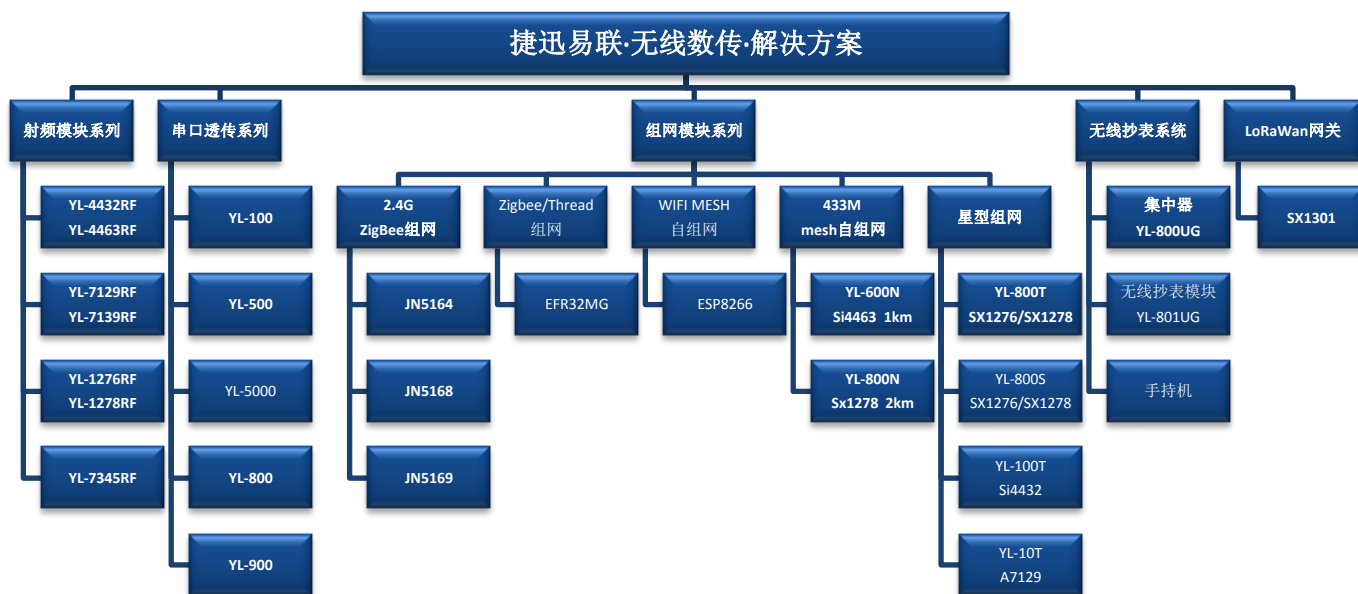 捷迅易联·无线数传·解决方案
射频模块系列
串口透传系列
组网模块系列
无线抄表系统
LoRaWan网关
YL-4432RF
YL-4463RF
YL-7129RF
YL-7139RF
YL-1276RF
YL-1278RF
YL-7345RF
YL-100
YL-500
YL-5000
YL-800
YL-900
2.4G
ZigBee组网
JN5164
JN5168
JN5169
Zigbee/Thread
组网
EFR32MG
WIFI MESH
自组网
ESP8266
433M
mesh自组网
YL-600N
Si4463 1km
YL-800N
Sx1278 2km
星型组网
YL-800T
SX1276/SX1278
YL-800S
SX1276/SX1278
YL-100T
Si4432
YL-10T
A7129
集中器
YL-800UG
无线抄表模块
YL-801UG
手持机
SX1301